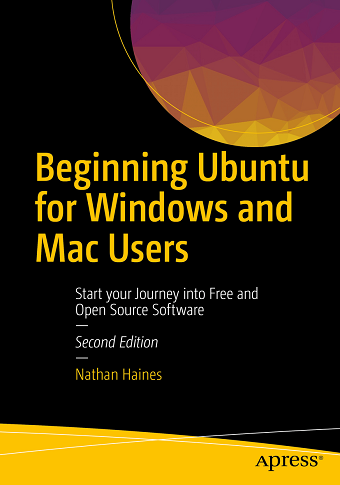 Beginning Ubuntu
for Windows and
Mac Users
Start your Journey into Free and
Open Source Software
—
Second Edition
—
Nathan Haines
Apress®